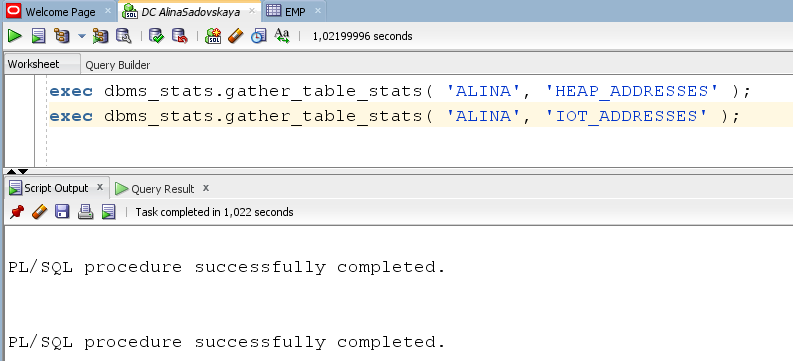 Welcome Page
DC AlinaSadovskaya
EMP
1,02199996 seconds
Worksheet
Query Builder
exec dbms_stats.gather_table_stats( 'ALINA', 'HEAP_ADDRESSES' );
exec dbms_stats.gather_table_stats( 'ALINA', 'IOT_ADDRESSES' );
Script Output x
Query Result x
Task completed in 1,022 seconds
PL/SQL procedure successfully completed.
PL/SQL procedure successfully completed.